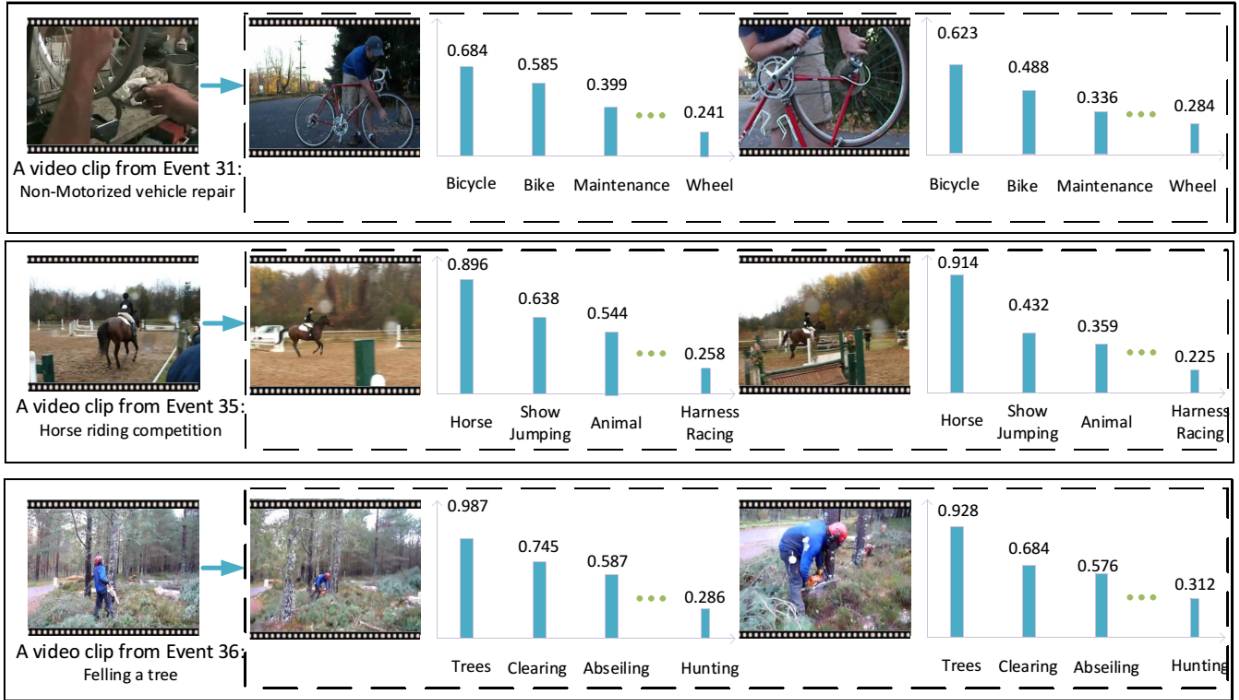 0.684
0.585
0.399
0.241
Bicycle Bike Maintenance Wheel
0.623
0.488
0.336
0.284
Bicycle Bike Maintenance Wheel
A video clip from Event 31:
Non-Motorized vehicle repair
0.896
0.638
0.544
0.258
Horse Show Jumping Animal Harness Racing
0.914
0.432
0.359
0.225
Horse Show Jumping Animal Harness Racing
A video clip from Event 35:
Horse riding competition
0.987
0.745
0.587
0.286
Trees Clearing Abseiling Hunting
0.928
0.684
0.576
0.312
Trees Clearing Abseiling Hunting
A video clip from Event 36:
Felling a tree